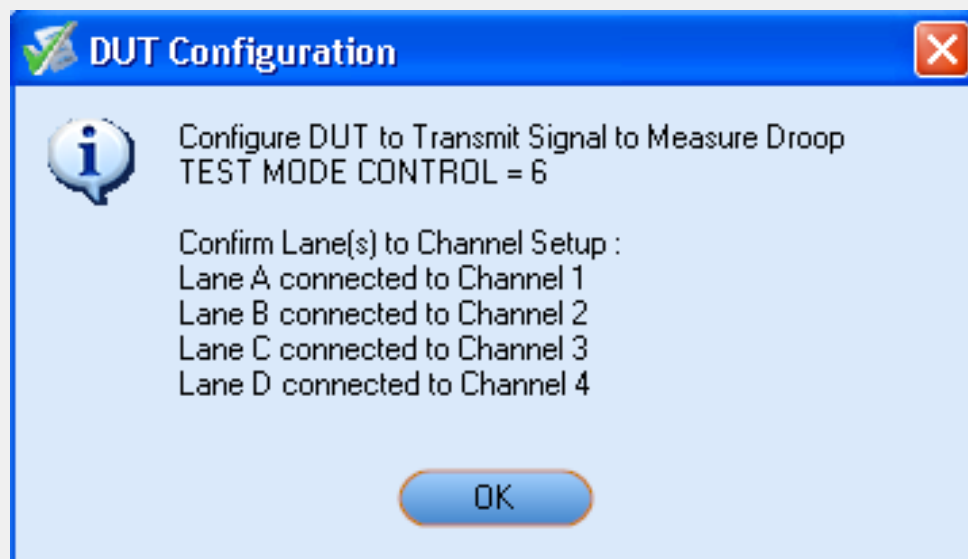 DUT Configuration
Configure DUT to Transmit Signal to Measure Droop
TEST MODE CONTROL = 6
Confirm Lane(s) to Channel Setup :
Lane A connected to Channel 1
Lane B connected to Channel 2
Lane C connected to Channel 3
Lane D connected to Channel 4
OK